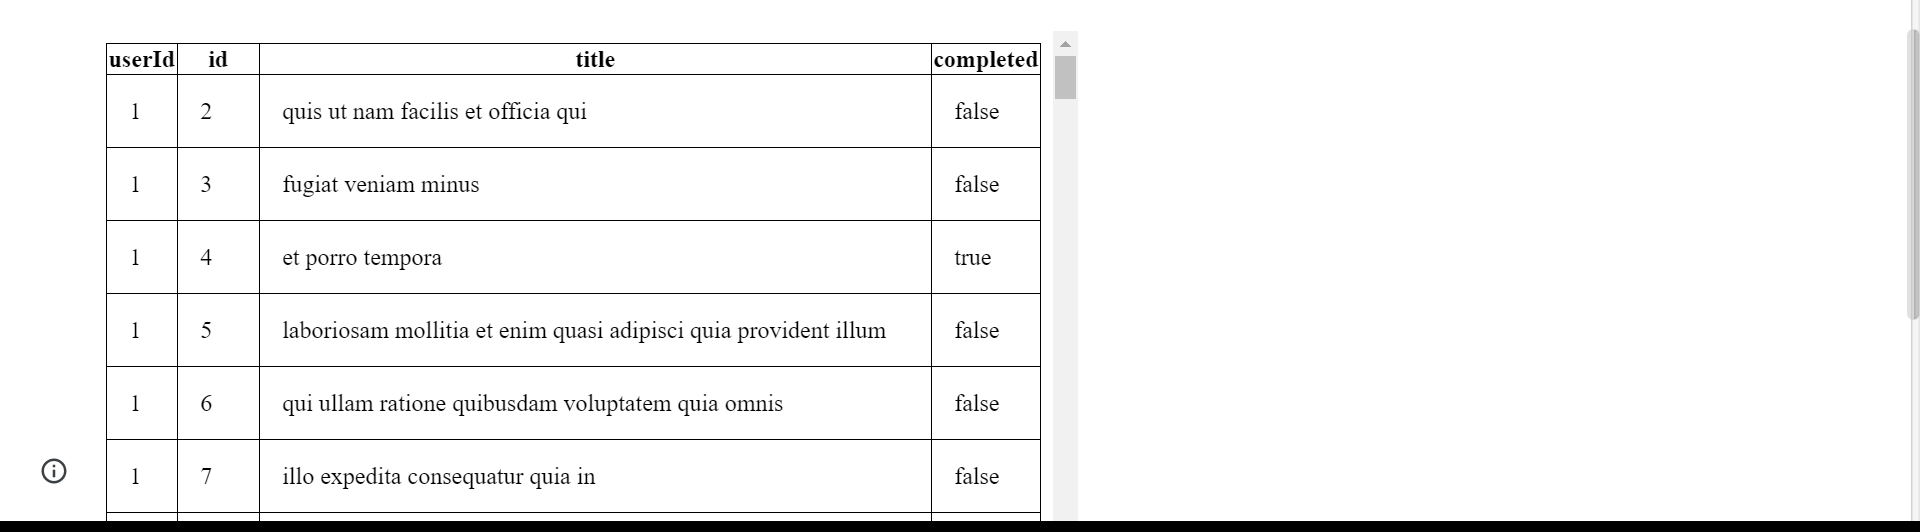 userId id title completed
1 2 quis ut nam facilis et officia qui false
1 3 fugiat veniam minus false
1 4 et porro tempora true
1 5 laboriosam mollitia et enim quasi adipisci quia provident illum false
1 6 qui ullam ratione quibusdam voluptatem quia omnis false
1 7 illo expedita consequatur quia in false